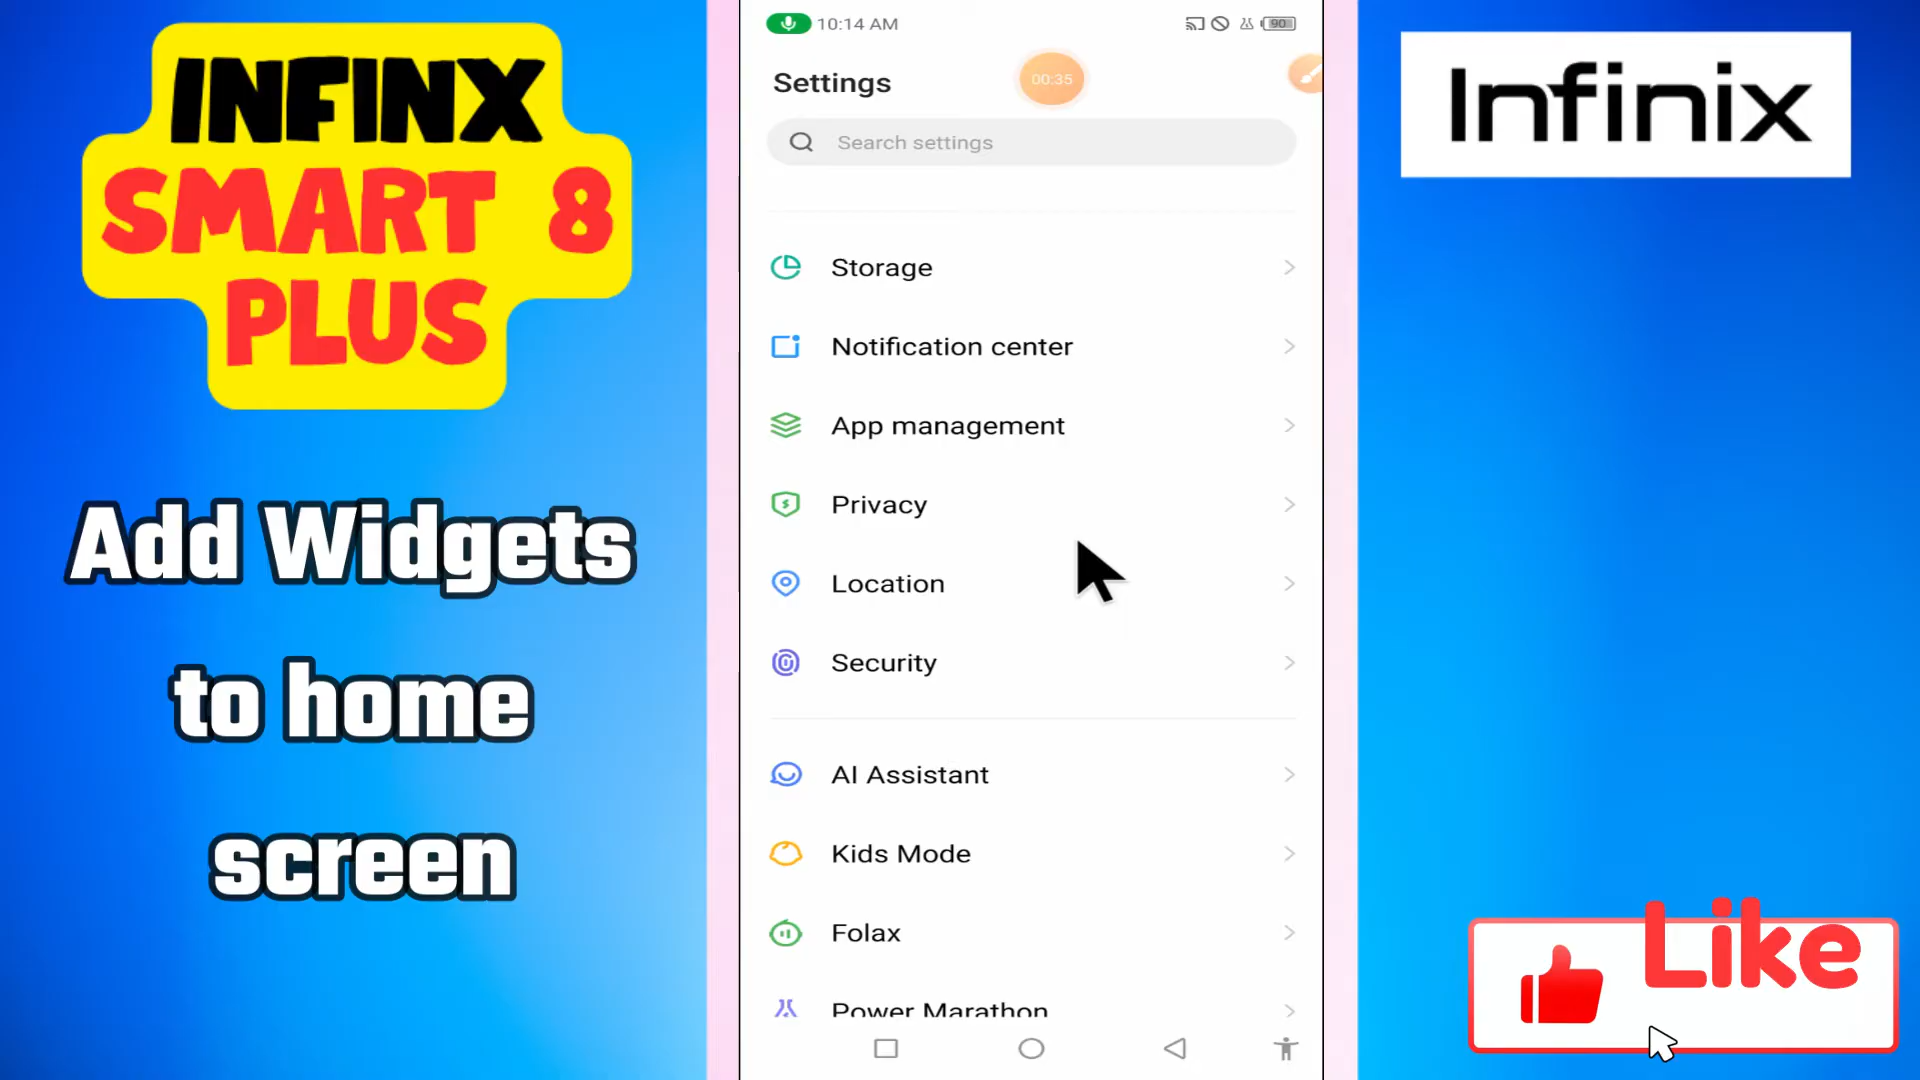 INFINX
SMART 8
PLUS
Add Widgets
to home
screen
10:14 AM
90
Settings
00:35
Search settings
Storage
Notification center
App management
Privacy
Location
Security
AI Assistant
Kids Mode
Folax
Power Marathon
Infinix
Like